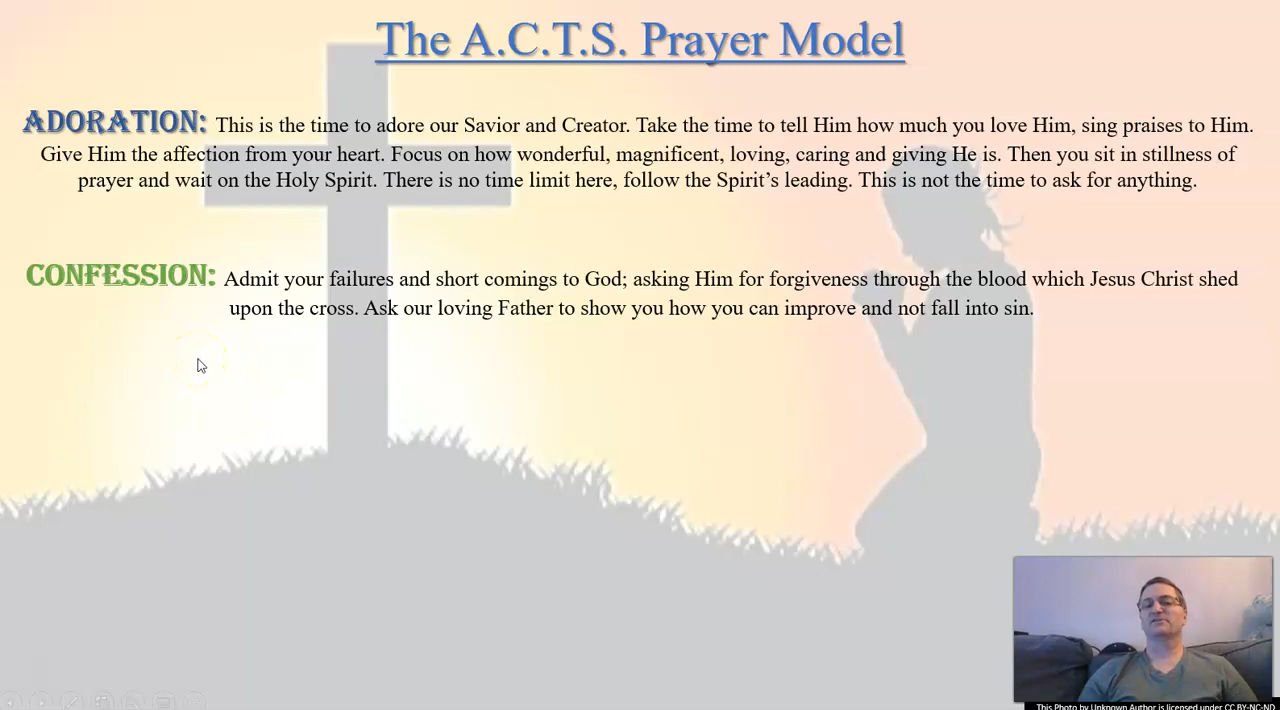 The A.C.T.S. Prayer Model
ADORATION: This is the time to adore our Savior and Creator. Take the time to tell Him how much you love Him, sing praises to Him.
Give Him the affection from your heart. Focus on how wonderful, magnificent, loving, caring and giving He is. Then you sit in stillness of
prayer and wait on the Holy Spirit. There is no time limit here, follow the Spirit’s leading. This is not the time to ask for anything.
CONFESSION: Admit your failures and short comings to God; asking Him for forgiveness through the blood which Jesus Christ shed
upon the cross. Ask our loving Father to show you how you can improve and not fall into sin.
This Photo by Unknown Author is licensed under CC BY-NC-ND